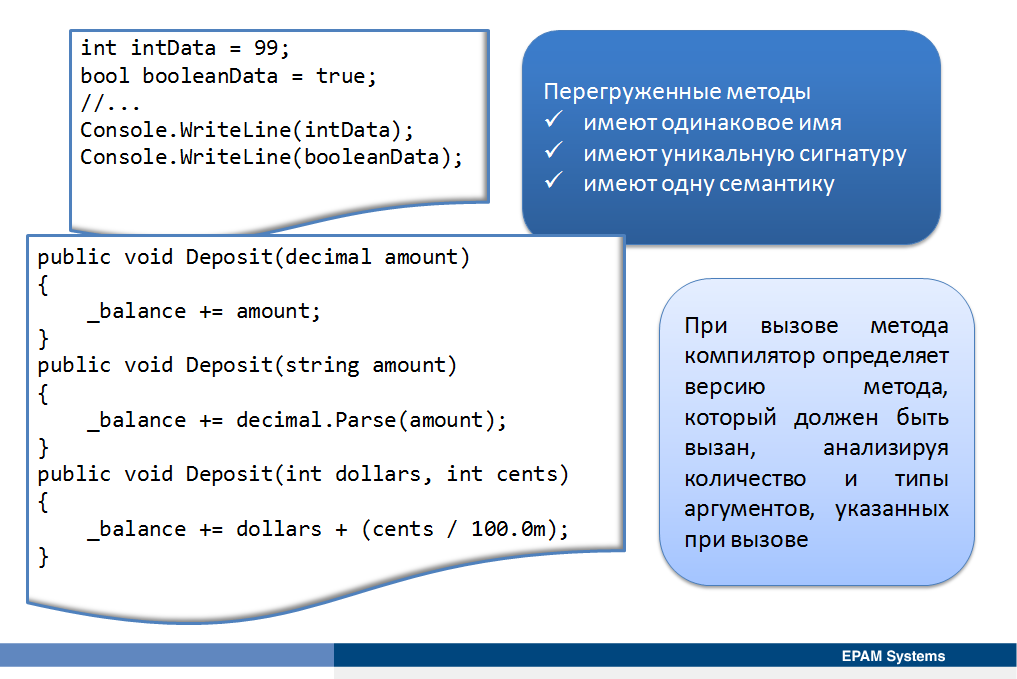 int intData = 99;
bool booleanData = true;
//...
Console.WriteLine(intData);
Console.WriteLine(booleanData);
Перегруженные методы
✓ имеют одинаковое имя
✓ имеют уникальную сигнатуру
✓ имеют одну семантику
public void Deposit(decimal amount)
{
    _balance += amount;
}
public void Deposit(string amount)
{
    _balance += decimal.Parse(amount);
}
public void Deposit(int dollars, int cents)
{
    _balance += dollars + (cents / 100.0m);
}
При вызове метода
компилятор определяет
версию метода,
который должен быть
вызан, анализируя
количество и типы
аргументов, указанных
при вызове
EPAM Systems